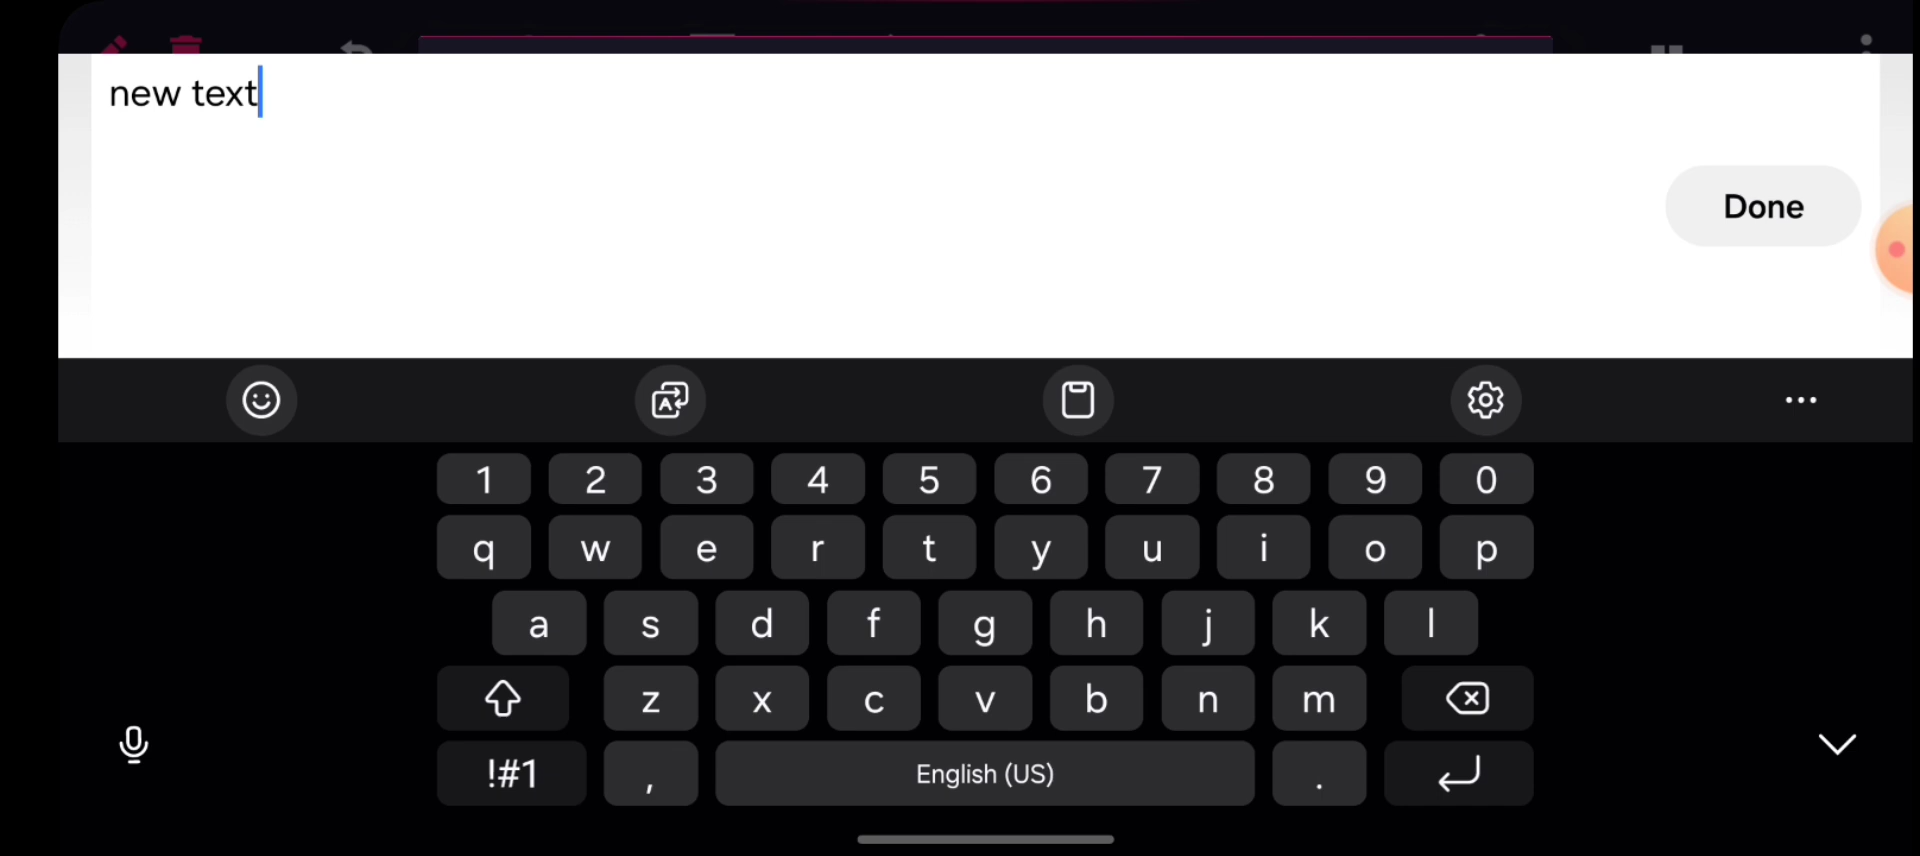 new text
Done
1 2 3 4 5 6 7 8 9 0
q w e r t y u i o p
a s d f g h j k l
z x c v b n m
!#1 , English (US) .